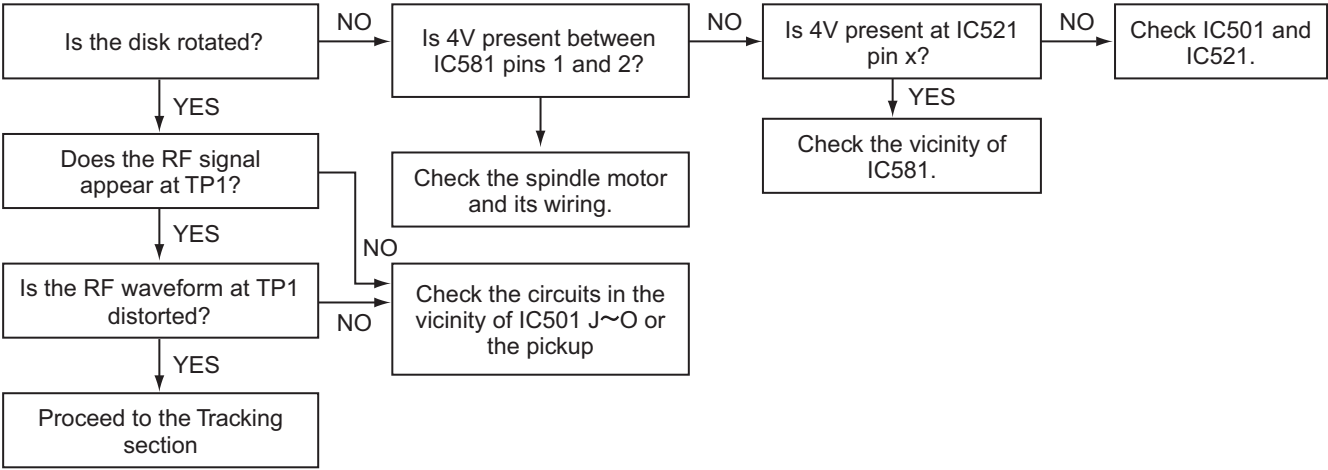 Is the disk rotated?
NO
Is 4V present between
IC581 pins 1 and 2?
NO
Is 4V present at IC521
pin x?
NO
Check IC501 and
IC521.
YES
YES
Does the RF signal
appear at TP1?
Check the spindle motor
and its wiring.
Check the vicinity of
IC581.
YES
NO
Is the RF waveform at TP1
distorted?
NO
Check the circuits in the
vicinity of IC501 J~O or
the pickup
YES
Proceed to the Tracking
section